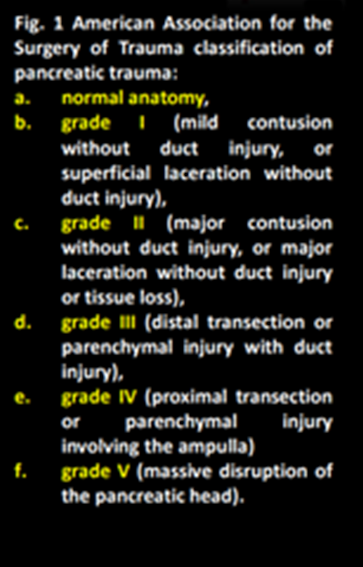 Fig. 1 American Association for the
Surgery of Trauma classification of
pancreatic trauma:
a. normal anatomy,
b. grade I (mild contusion
without duct injury, or
superficial laceration without
duct injury),
c. grade II (major contusion
without duct injury, or major
laceration without duct injury
or tissue loss),
d. grade III (distal transection or
parenchymal injury with duct
injury),
e. grade IV (proximal transection
or parenchymal injury
involving the ampulla)
f. grade V (massive disruption of
the pancreatic head).